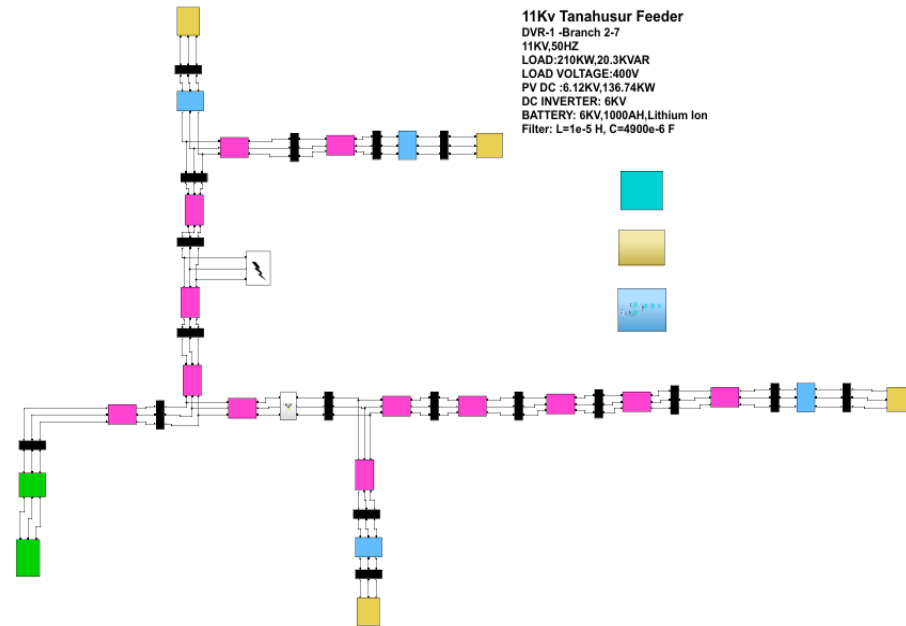 11Kv Tanahusur Feeder
DVR-1 -Branch 2-7
11KV,50HZ
LOAD:210KW,20.3KVAR
LOAD VOLTAGE:400V
PV DC :6.12KV,136.74KW
DC INVERTER: 6KV
BATTERY: 6KV,1000AH,Lithium Ion
Filter: L=1e-5 H, C=4900e-6 F